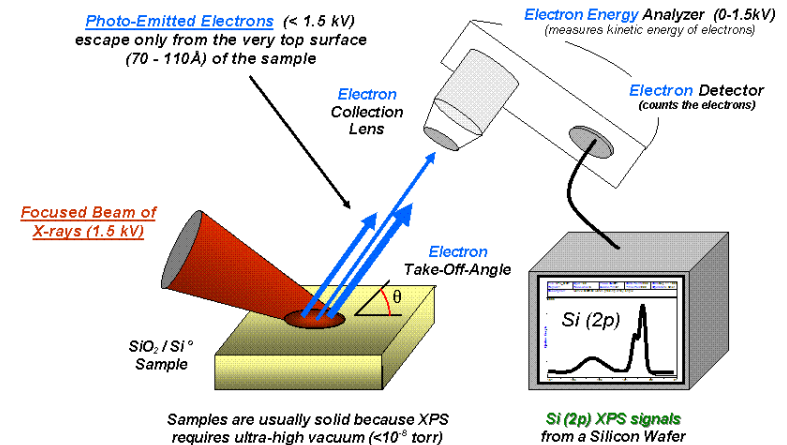 Photo-Emitted Electrons (< 1.5 kV)
escape only from the very top surface
(70 - 110Å) of the sample
Electron Energy Analyzer (0-1.5kV)
(measures kinetic energy of electrons)
Electron Detector
(counts the electrons)
Electron
Collection
Lens
Focused Beam of
X-rays (1.5 kV)
Electron
Take-Off-Angle
θ
SiO₂ / Si°
Sample
Si (2p)
Samples are usually solid because XPS
requires ultra-high vacuum (<10⁻⁸ torr)
Si (2p) XPS signals
from a Silicon Wafer